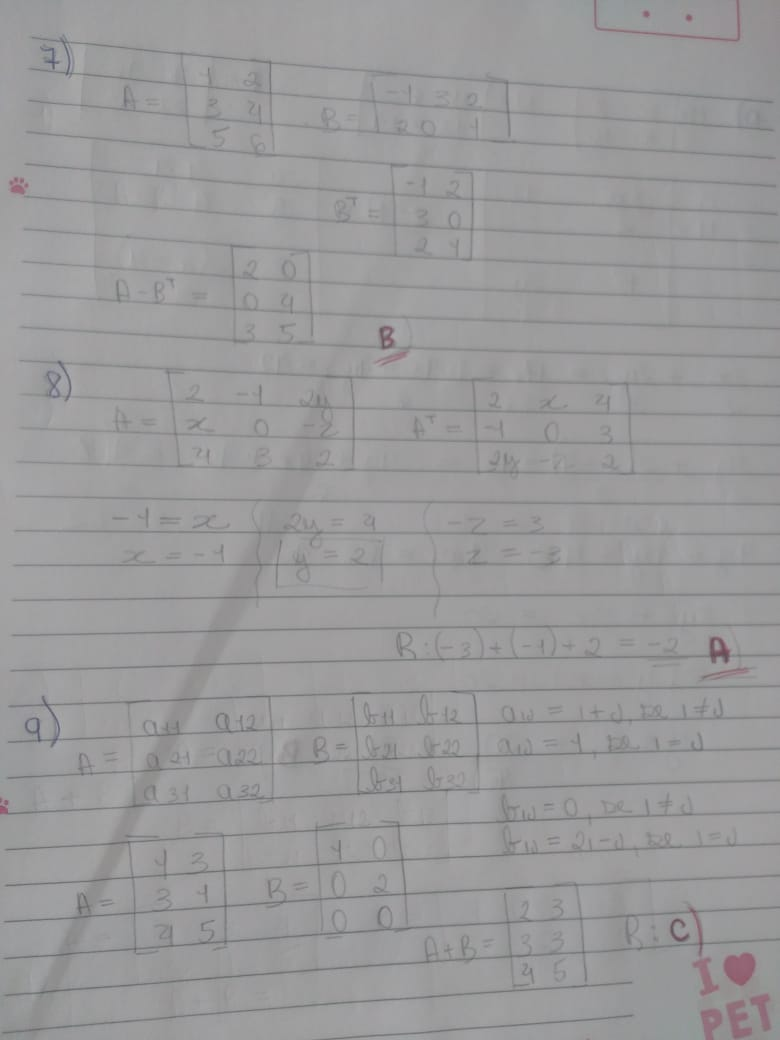 7)
A = 1 2
3 4
5 6
B = -1 3 2
2 0 1
Bᵀ = -1 2
3 0
2 1
A - Bᵀ = 2 0
0 4
3 5
B
8)
A = 2 -1 2y
x 0 -z
4 3 2
Aᵀ = 2 x 4
-1 0 3
2y -z 2
-1 = x
x = -1
2y = 4
y = 2
-z = 3
z = -3
R: (-3) + (-1) + 2 = -2 A
9)
A = a11 a12
a21 a22
a31 a32
B = b11 b12
b21 b22
b31 b32
aij = i + j, se i ≠ j
aij = 1, se i = j
bij = 0, se i ≠ j
bij = 2i - j, se i = j
A = 1 3
3 1
4 5
B = 1 0
0 2
0 0
A + B = 2 3
3 3
4 5
R: C)
I ♥
PET